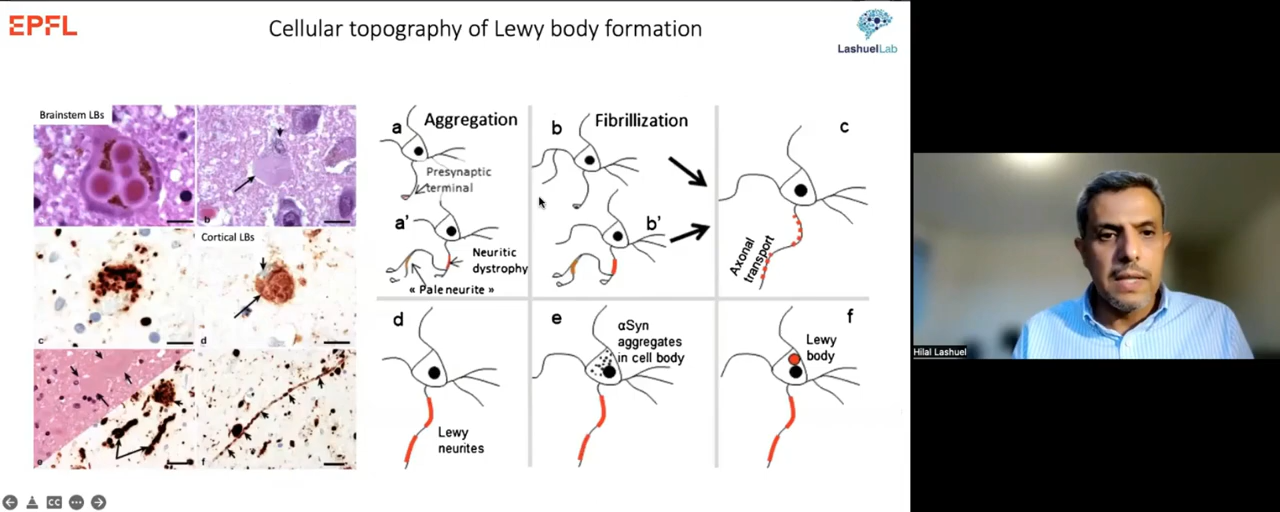 EPFL
Cellular topography of Lewy body formation
LashuelLab
Brainstem LBs
b
Cortical LBs
c
d
e
f
a
Aggregation
Presynaptic
terminal
a'
Neuritic
dystrophy
« Pale neurite »
b
Fibrillization
b'
c
Axonal
transport
d
Lewy
neurites
e
αSyn
aggregates
in cell body
f
Lewy
body
CC
Hilal Lashuel